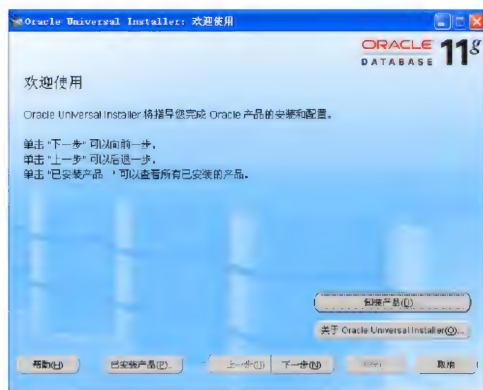 Oracle Universal Installer: 欢迎使用
ORACLE 11g
DATABASE
欢迎使用
Oracle Universal Installer 将指导您完成 Oracle 产品的安装和配置。
单击 "下一步" 可以向前一步。
单击 "上一步" 可以后退一步。
单击 "已安装产品..." 可以查看所有已安装的产品。
卸装产品(D)
关于 Oracle Universal Installer(O)...
帮助(H)
已安装产品(P)...
上一步(B)
下一步(N)
取消